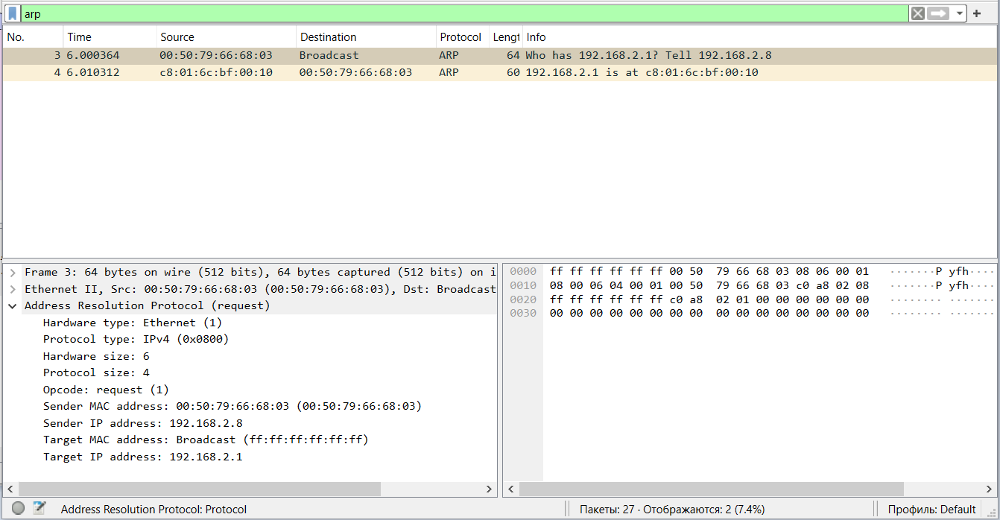 arp
+
No. Time Source Destination Protocol Lengt Info
3 6.000364 00:50:79:66:68:03 Broadcast ARP 64 Who has 192.168.2.1? Tell 192.168.2.8
4 6.010312 c8:01:6c:bf:00:10 00:50:79:66:68:03 ARP 60 192.168.2.1 is at c8:01:6c:bf:00:10
Frame 3: 64 bytes on wire (512 bits), 64 bytes captured (512 bits) on i
Ethernet II, Src: 00:50:79:66:68:03 (00:50:79:66:68:03), Dst: Broadcast
Address Resolution Protocol (request)
Hardware type: Ethernet (1)
Protocol type: IPv4 (0x0800)
Hardware size: 6
Protocol size: 4
Opcode: request (1)
Sender MAC address: 00:50:79:66:68:03 (00:50:79:66:68:03)
Sender IP address: 192.168.2.8
Target MAC address: Broadcast (ff:ff:ff:ff:ff:ff)
Target IP address: 192.168.2.1
0000 ff ff ff ff ff ff 00 50 79 66 68 03 08 06 00 01 ·······P yfh····
0010 08 00 06 04 00 01 00 50 79 66 68 03 c0 a8 02 08 ·······P yfh····
0020 ff ff ff ff ff ff c0 a8 02 01 00 00 00 00 00 00 ········ ·······
0030 00 00 00 00 00 00 00 00 00 00 00 00 00 00 00 00 ········ ·······
Address Resolution Protocol: Protocol
Пакеты: 27 · Отображаются: 2 (7.4%)
Профиль: Default